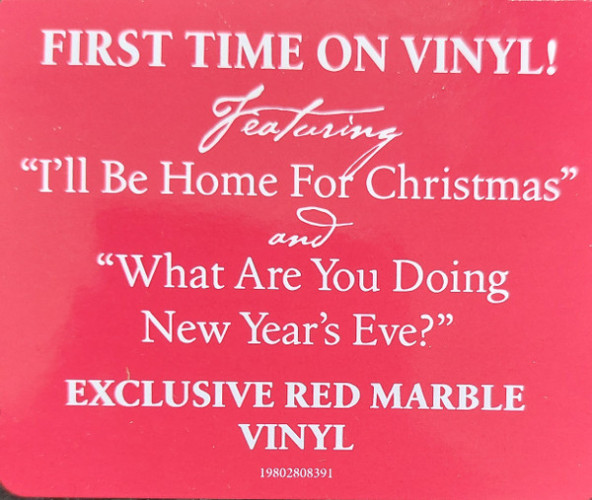 FIRST TIME ON VINYL!
Featuring
“I’ll Be Home For Christmas”
and
“What Are You Doing
New Year’s Eve?”
EXCLUSIVE RED MARBLE
VINYL
19802808391